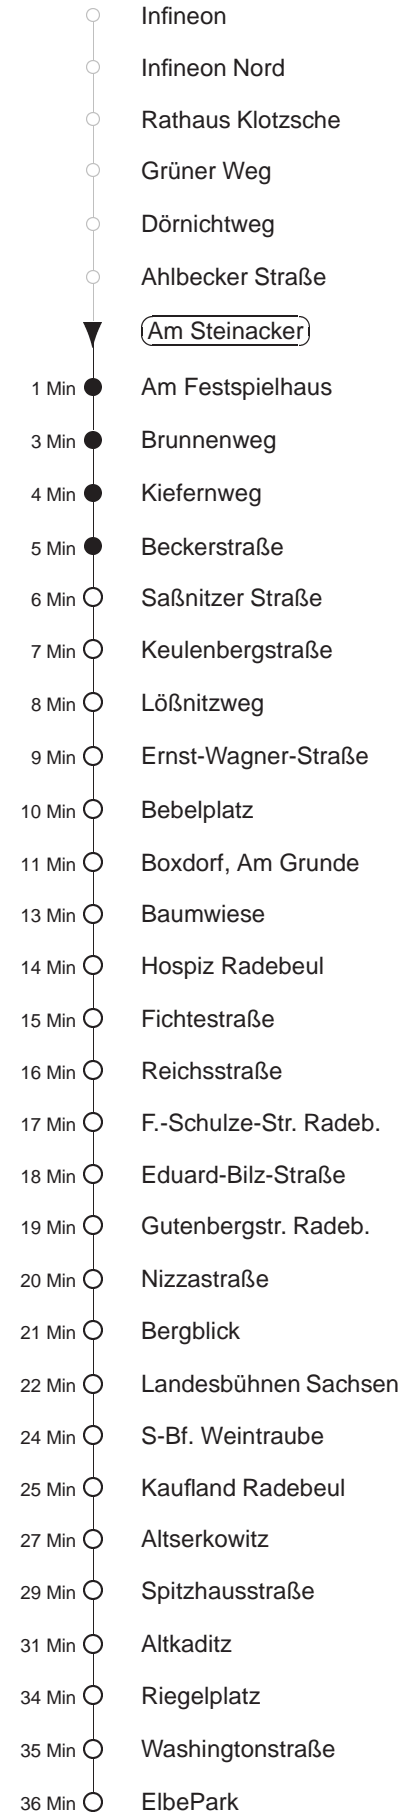 Infineon
Infineon Nord
Rathaus Klotzsche
Grüner Weg
Dörnichtweg
Ahlbecker Straße
Am Steinacker
1 Min Am Festspielhaus
3 Min Brunnenweg
4 Min Kiefernweg
5 Min Beckerstraße
6 Min Saßnitzer Straße
7 Min Keulenbergstraße
8 Min Lößnitzweg
9 Min Ernst-Wagner-Straße
10 Min Bebelplatz
11 Min Boxdorf, Am Grunde
13 Min Baumwiese
14 Min Hospiz Radebeul
15 Min Fichtestraße
16 Min Reichsstraße
17 Min F.-Schulze-Str. Radeb.
18 Min Eduard-Bilz-Straße
19 Min Gutenbergstr. Radeb.
20 Min Nizzastraße
21 Min Bergblick
22 Min Landesbühnen Sachsen
24 Min S-Bf. Weintraube
25 Min Kaufland Radebeul
27 Min Altserkowitz
29 Min Spitzhausstraße
31 Min Altkaditz
34 Min Riegelplatz
35 Min Washingtonstraße
36 Min ElbePark